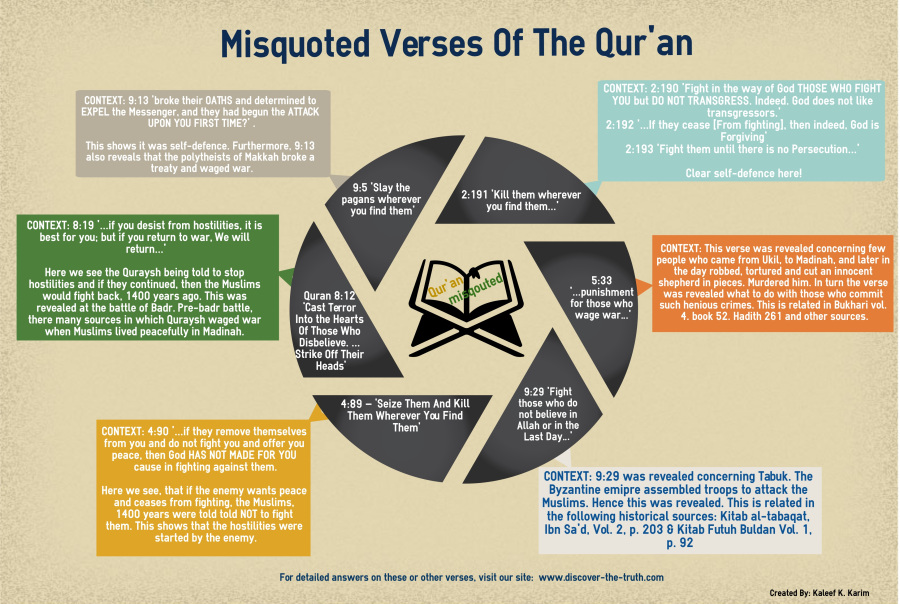 Misquoted Verses Of The Qur'an
CONTEXT: 9:13 'broke their OATHS and determined to
EXPEL the Messenger, and they had begun the ATTACK
UPON YOU FIRST TIME?' .
This shows it was self-defence. Furthermore, 9:13
also reveals that the polytheists of Makkah broke a
treaty and waged war.
CONTEXT: 2:190 'Fight in the way of God THOSE WHO FIGHT
YOU but DO NOT TRANSGRESS. Indeed. God does not like
transgressors.'
2:192 '...If they cease [From fighting], then indeed, God is
Forgiving'
2:193 'Fight them until there is no Persecution...'
Clear self-defence here!
9:5 'Slay the
pagans wherever
you find them'
2:191 'Kill them wherever
you find them...'
CONTEXT: 8:19 '...if you desist from hostilities, it is
best for you; but if you return to war, We will
return...'
Here we see the Quraysh being told to stop
hostilities and if they continued, then the Muslims
would fight back, 1400 years ago. This was
revealed at the battle of Badr. Pre-badr battle,
there many sources in which Quraysh waged war
when Muslims lived peacefully in Madinah.
Quran 8:12
'Cast Terror
Into the Hearts
Of Those Who
Disbelieve. ...
Strike Off Their
Heads'
Qur'an
misqouted
5:33
'...punishment
for those who
wage war...'
CONTEXT: This verse was revealed concerning few
people who came from Ukil, to Madinah, and later in
the day robbed, tortured and cut an innocent
shepherd in pieces. Murdered him. In turn the verse
was revealed what to do with those who commit
such henious crimes. This is related in Bukhari vol.
4. book 52. Hadith 261 and other sources.
4:89 – 'Seize Them And Kill
Them Wherever You Find
Them'
9:29 'Fight
those who do
not believe in
Allah or in the
Last Day...'
CONTEXT: 4:90 '...if they remove themselves
from you and do not fight you and offer you
peace, then God HAS NOT MADE FOR YOU
cause in fighting against them.
Here we see, that if the enemy wants peace
and ceases from fighting, the Muslims,
1400 years were told told NOT to fight
them. This shows that the hostilities were
started by the enemy.
CONTEXT: 9:29 was revealed concerning Tabuk. The
Byzantine emipre assembled troops to attack the
Muslims. Hence this was revealed. This is related in
the following historical sources: Kitab al-tabaqat,
Ibn Sa'd, Vol. 2, p. 203 & Kitab Futuh Buldan Vol. 1,
p. 92
For detailed answers on these or other verses, visit our site: www.discover-the-truth.com
Created By: Kaleef K. Karim